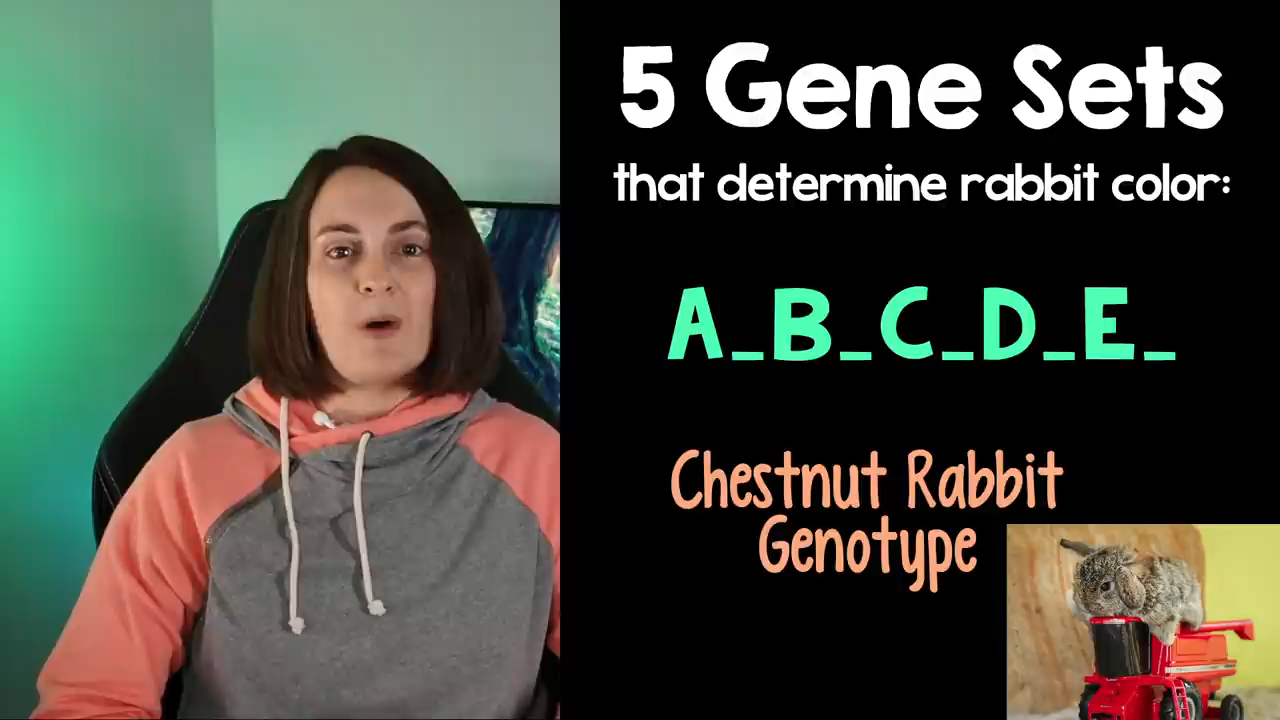 5 Gene Sets
that determine rabbit color:
A_B_C_D_E_
Chestnut Rabbit
Genotype